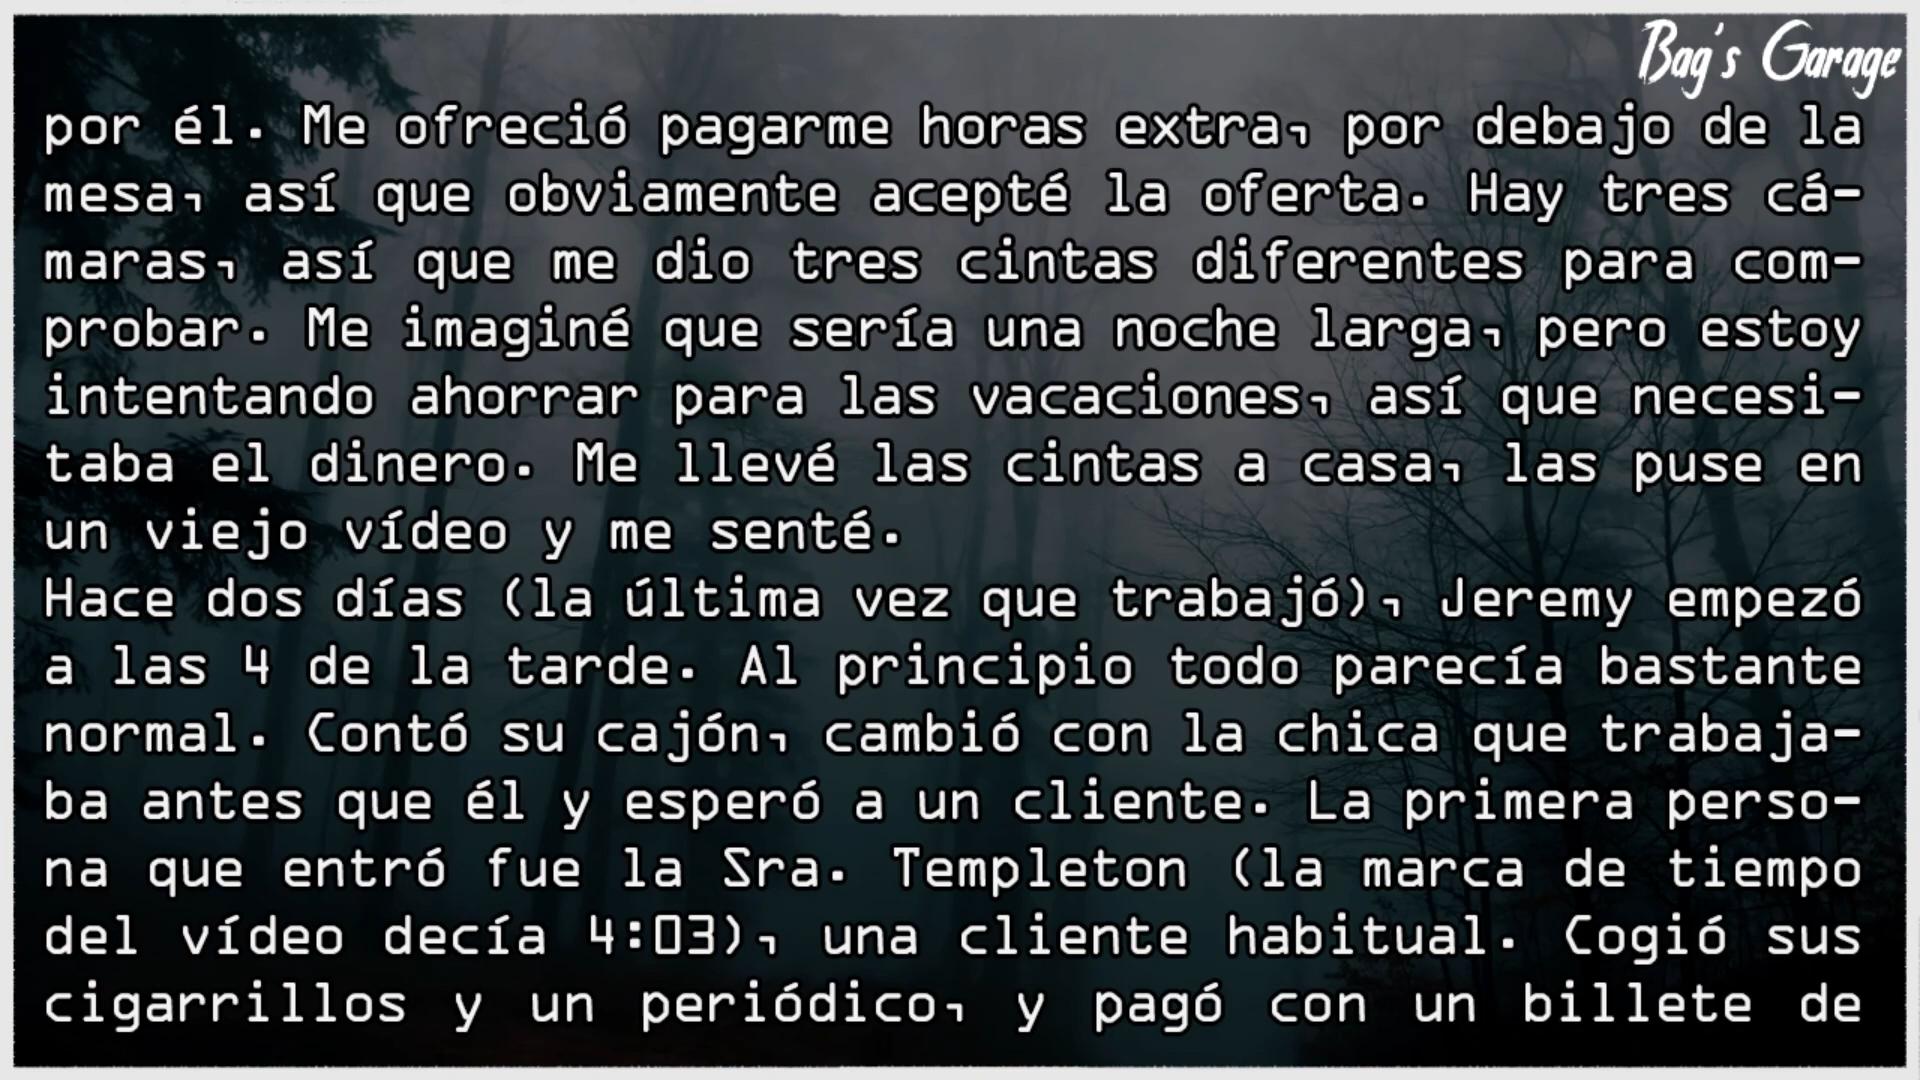 Bag's Garage
por él. Me ofreció pagarme horas extra, por debajo de la
mesa, así que obviamente acepté la oferta. Hay tres cá-
maras, así que me dio tres cintas diferentes para com-
probar. Me imaginé que sería una noche larga, pero estoy
intentando ahorrar para las vacaciones, así que necesi-
taba el dinero. Me llevé las cintas a casa, las puse en
un viejo vídeo y me senté.
Hace dos días (la última vez que trabajó), Jeremy empezó
a las 4 de la tarde. Al principio todo parecía bastante
normal. Contó su cajón, cambió con la chica que trabaja-
ba antes que él y esperó a un cliente. La primera perso-
na que entró fue la Sra. Templeton (la marca de tiempo
del vídeo decía 4:03), una cliente habitual. Cogió sus
cigarrillos y un periódico, y pagó con un billete de